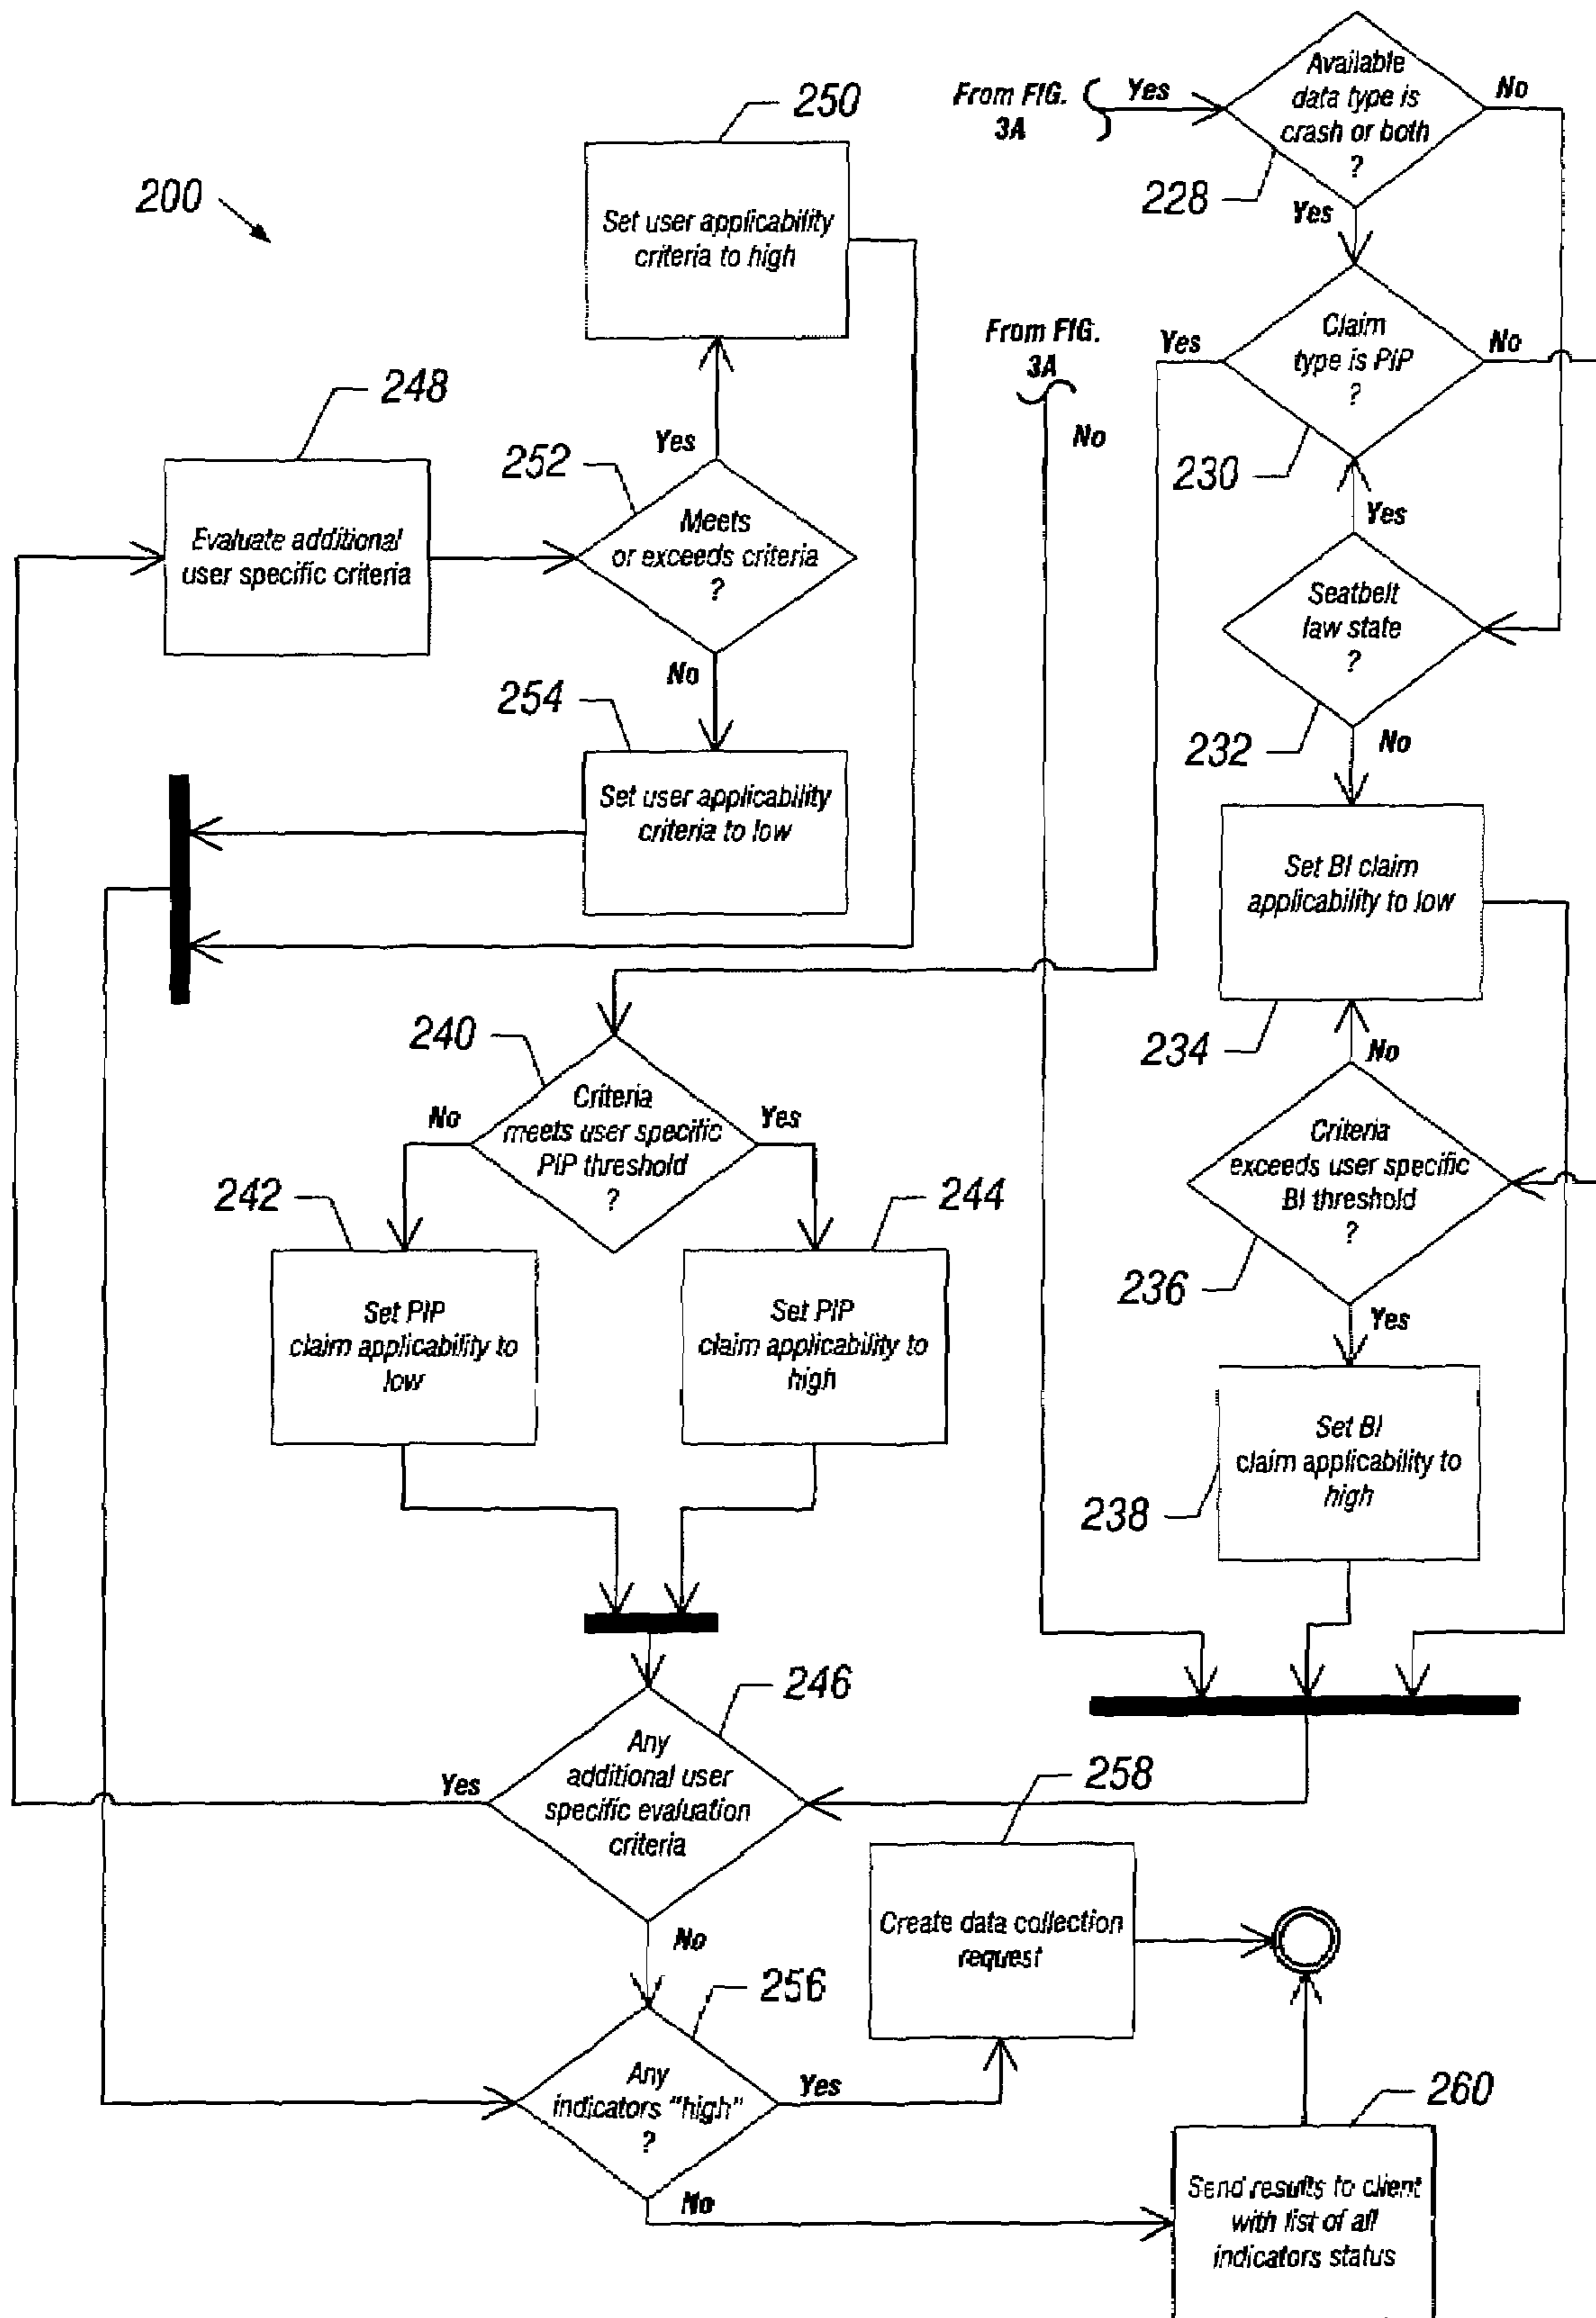 200
250
Set user applicability
criteria to high
248
Evaluate additional
user specific criteria
252
Yes
Meets
or exceeds criteria
?
No
254
Set user applicability
criteria to low
From FIG.
3A
Yes
Available
data type is
crash or both
?
No
228
Yes
From FIG.
3A
No
Yes
Claim
type is PIP
?
No
230
Yes
Seatbelt
law state
?
232
No
Set BI claim
applicability to low
234
No
Criteria
exceeds user specific
BI threshold
?
236
Yes
Set BI
claim applicability to
high
238
240
Criteria
meets user specific
PIP threshold
?
No
Yes
242
Set PIP
claim applicability to
low
244
Set PIP
claim applicability to
high
246
Any
additional user
specific evaluation
criteria
Yes
No
256
Any
indicators "high"
?
Yes
No
258
Create data collection
request
260
Send results to client
with list of all
indicators status